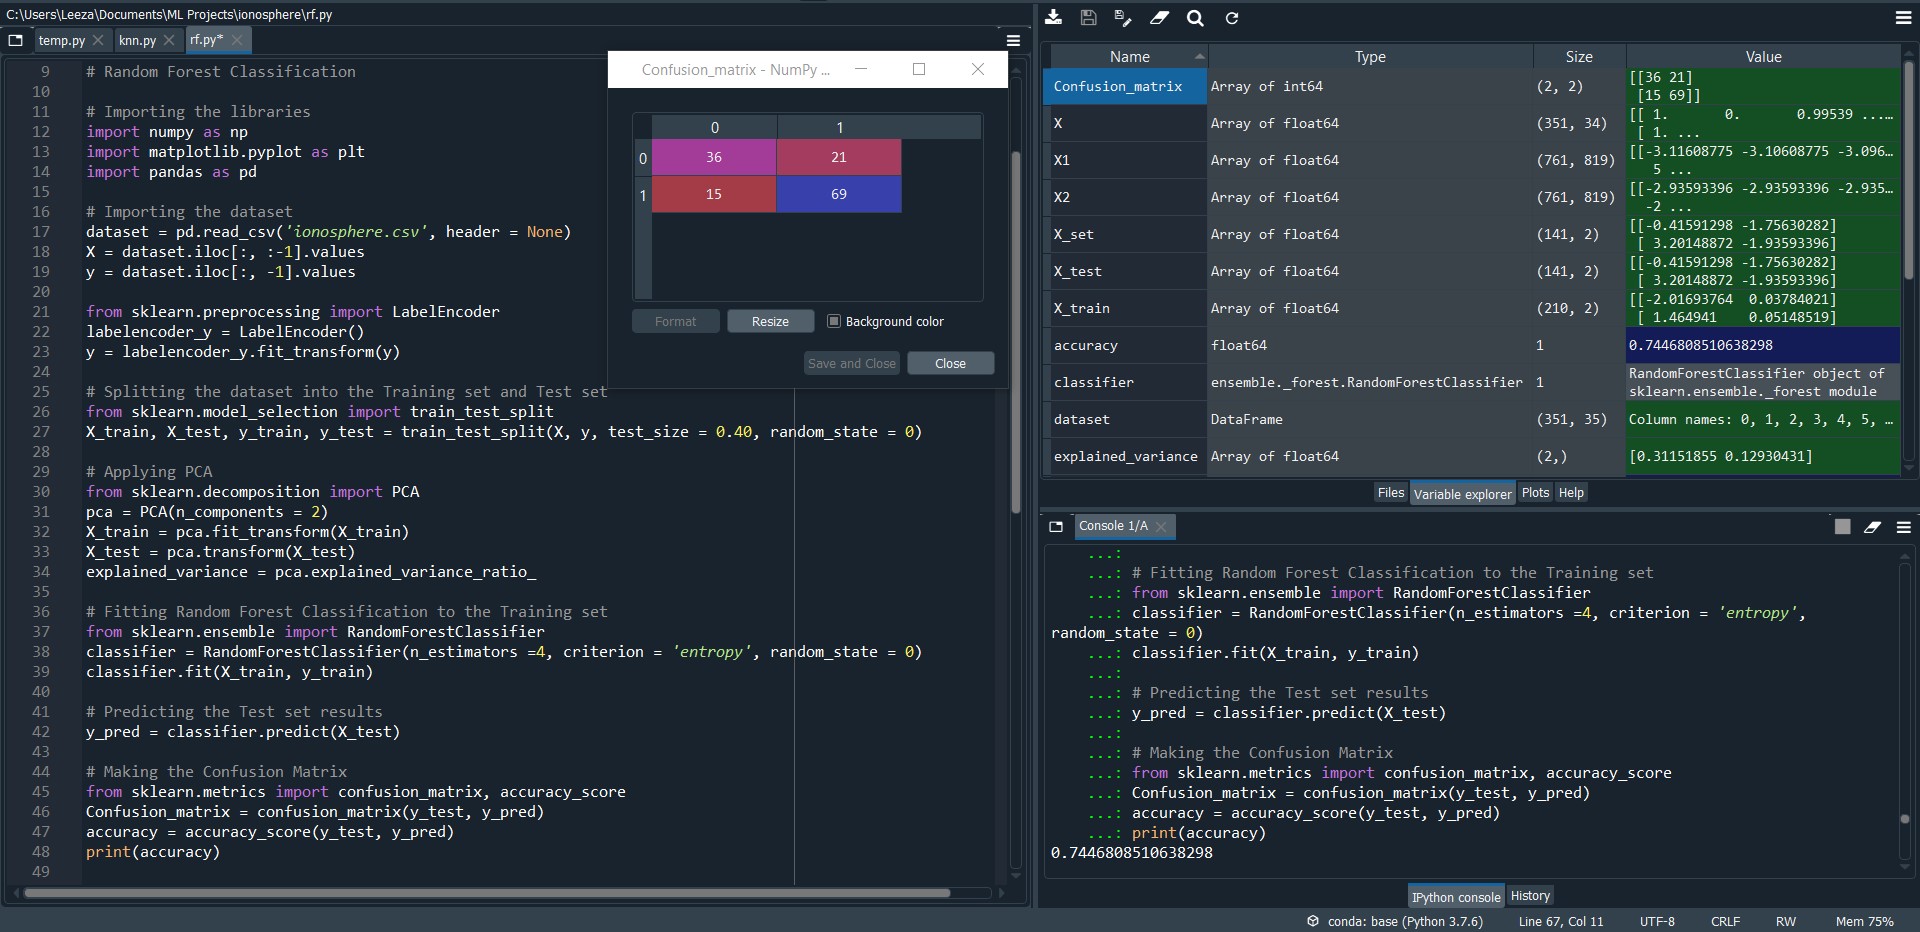 C:\Users\Leeza\Documents\ML Projects\ionosphere\rf.py
temp.py
knn.py
rf.py*
9 # Random Forest Classification
10
11 # Importing the libraries
12 import numpy as np
13 import matplotlib.pyplot as plt
14 import pandas as pd
15
16 # Importing the dataset
17 dataset = pd.read_csv('ionosphere.csv', header = None)
18 X = dataset.iloc[:, :-1].values
19 y = dataset.iloc[:, -1].values
20
21 from sklearn.preprocessing import LabelEncoder
22 labelencoder_y = LabelEncoder()
23 y = labelencoder_y.fit_transform(y)
24
25 # Splitting the dataset into the Training set and Test set
26 from sklearn.model_selection import train_test_split
27 X_train, X_test, y_train, y_test = train_test_split(X, y, test_size = 0.40, random_state = 0)
28
29 # Applying PCA
30 from sklearn.decomposition import PCA
31 pca = PCA(n_components = 2)
32 X_train = pca.fit_transform(X_train)
33 X_test = pca.transform(X_test)
34 explained_variance = pca.explained_variance_ratio_
35
36 # Fitting Random Forest Classification to the Training set
37 from sklearn.ensemble import RandomForestClassifier
38 classifier = RandomForestClassifier(n_estimators =4, criterion = 'entropy', random_state = 0)
39 classifier.fit(X_train, y_train)
40
41 # Predicting the Test set results
42 y_pred = classifier.predict(X_test)
43
44 # Making the Confusion Matrix
45 from sklearn.metrics import confusion_matrix, accuracy_score
46 Confusion_matrix = confusion_matrix(y_test, y_pred)
47 accuracy = accuracy_score(y_test, y_pred)
48 print(accuracy)
49
Confusion_matrix - NumPy ...
0 1
0 36 21
1 15 69
Format Resize Background color
Save and Close Close
Name Type Size Value
Confusion_matrix Array of int64 (2, 2) [[36 21]
[15 69]]
X Array of float64 (351, 34) [[ 1. 0. 0.99539 ...…
[ 1. ...
X1 Array of float64 (761, 819) [[-3.11608775 -3.10608775 -3.096…
5 ...
X2 Array of float64 (761, 819) [[-2.93593396 -2.93593396 -2.935…
-2 ...
X_set Array of float64 (141, 2) [[-0.41591298 -1.75630282]
[ 3.20148872 -1.93593396]
X_test Array of float64 (141, 2) [[-0.41591298 -1.75630282]
[ 3.20148872 -1.93593396]
X_train Array of float64 (210, 2) [[-2.01693764 0.03784021]
[ 1.464941 0.05148519]
accuracy float64 1 0.7446808510638298
classifier ensemble._forest.RandomForestClassifier 1 RandomForestClassifier object of
sklearn.ensemble._forest module
dataset DataFrame (351, 35) Column names: 0, 1, 2, 3, 4, 5, …
explained_variance Array of float64 (2,) [0.31151855 0.12930431]
Files Variable explorer Plots Help
Console 1/A
...:
...: # Fitting Random Forest Classification to the Training set
...: from sklearn.ensemble import RandomForestClassifier
...: classifier = RandomForestClassifier(n_estimators =4, criterion = 'entropy',
random_state = 0)
...: classifier.fit(X_train, y_train)
...:
...: # Predicting the Test set results
...: y_pred = classifier.predict(X_test)
...:
...: # Making the Confusion Matrix
...: from sklearn.metrics import confusion_matrix, accuracy_score
...: Confusion_matrix = confusion_matrix(y_test, y_pred)
...: accuracy = accuracy_score(y_test, y_pred)
...: print(accuracy)
0.7446808510638298
IPython console History
conda: base (Python 3.7.6) Line 67, Col 11 UTF-8 CRLF RW Mem 75%